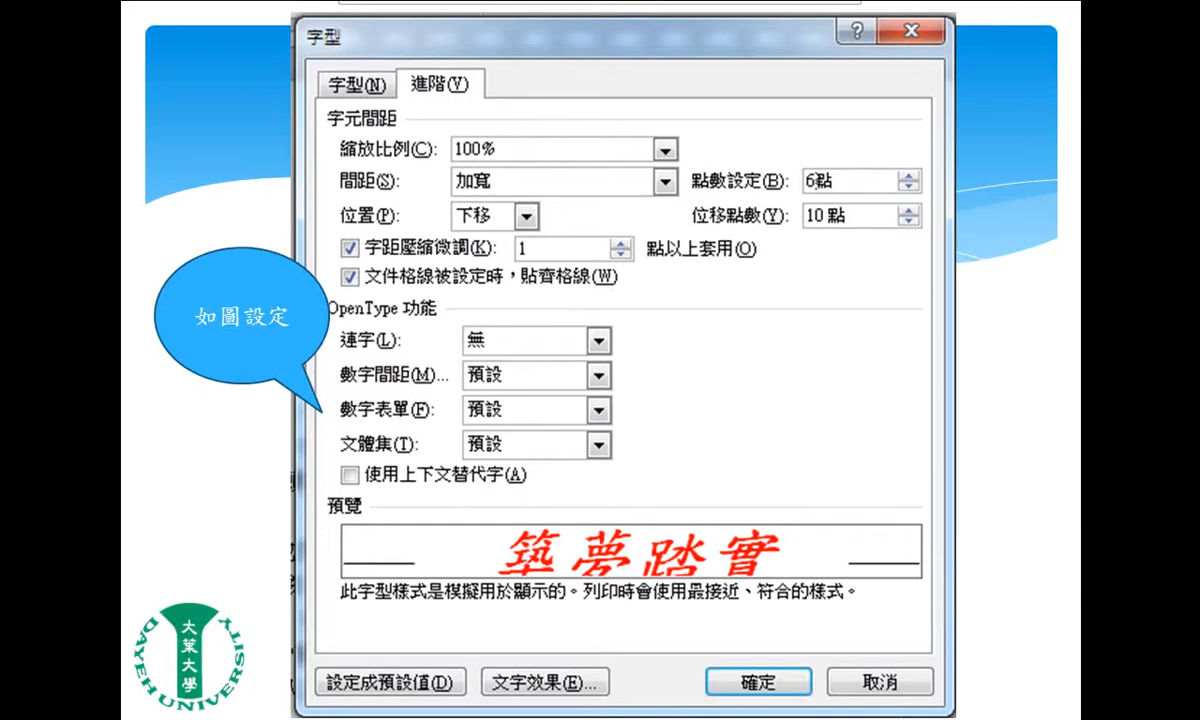 字型
字型(N) 進階(Y)
字元間距
縮放比例(C): 100%
間距(S): 加寬 點數設定(B): 6點
位置(P): 下移 位移點數(Y): 10 點
字距壓縮微調(K): 1 點以上套用(O)
文件格線被設定時，貼齊格線(W)
如圖設定
OpenType 功能
連字(L): 無
數字間距(M)... 預設
數字表單(F): 預設
文體集(T): 預設
使用上下文替代字(A)
預覽
築夢踏實
此字型樣式是模擬用於顯示的。列印時會使用最接近、符合的樣式。
設定成預設值(D) 文字效果(E)... 確定 取消
大葉大學
DAYEH UNIVERSITY